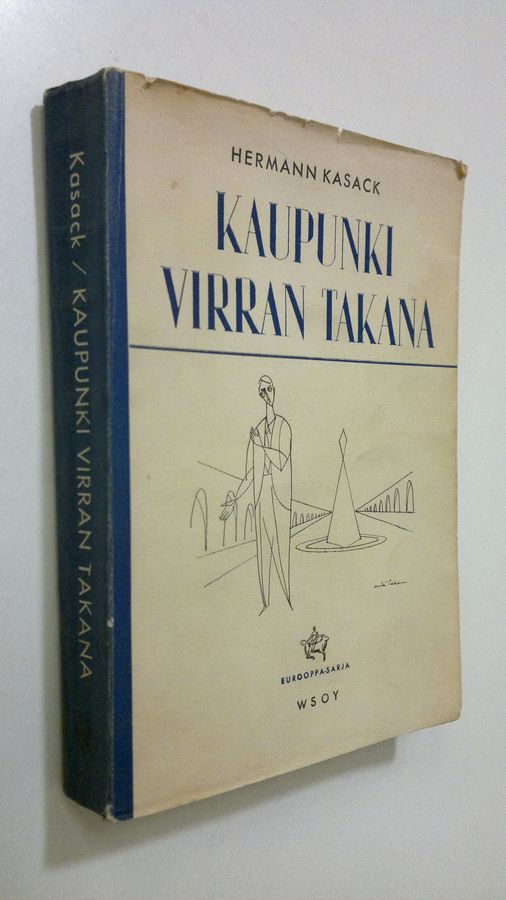 Kasack / KAUPUNKI VIRRAN TAKANA
HERMANN KASACK
KAUPUNKI
VIRRAN TAKANA
EUROOPPA-SARJA
WSOY